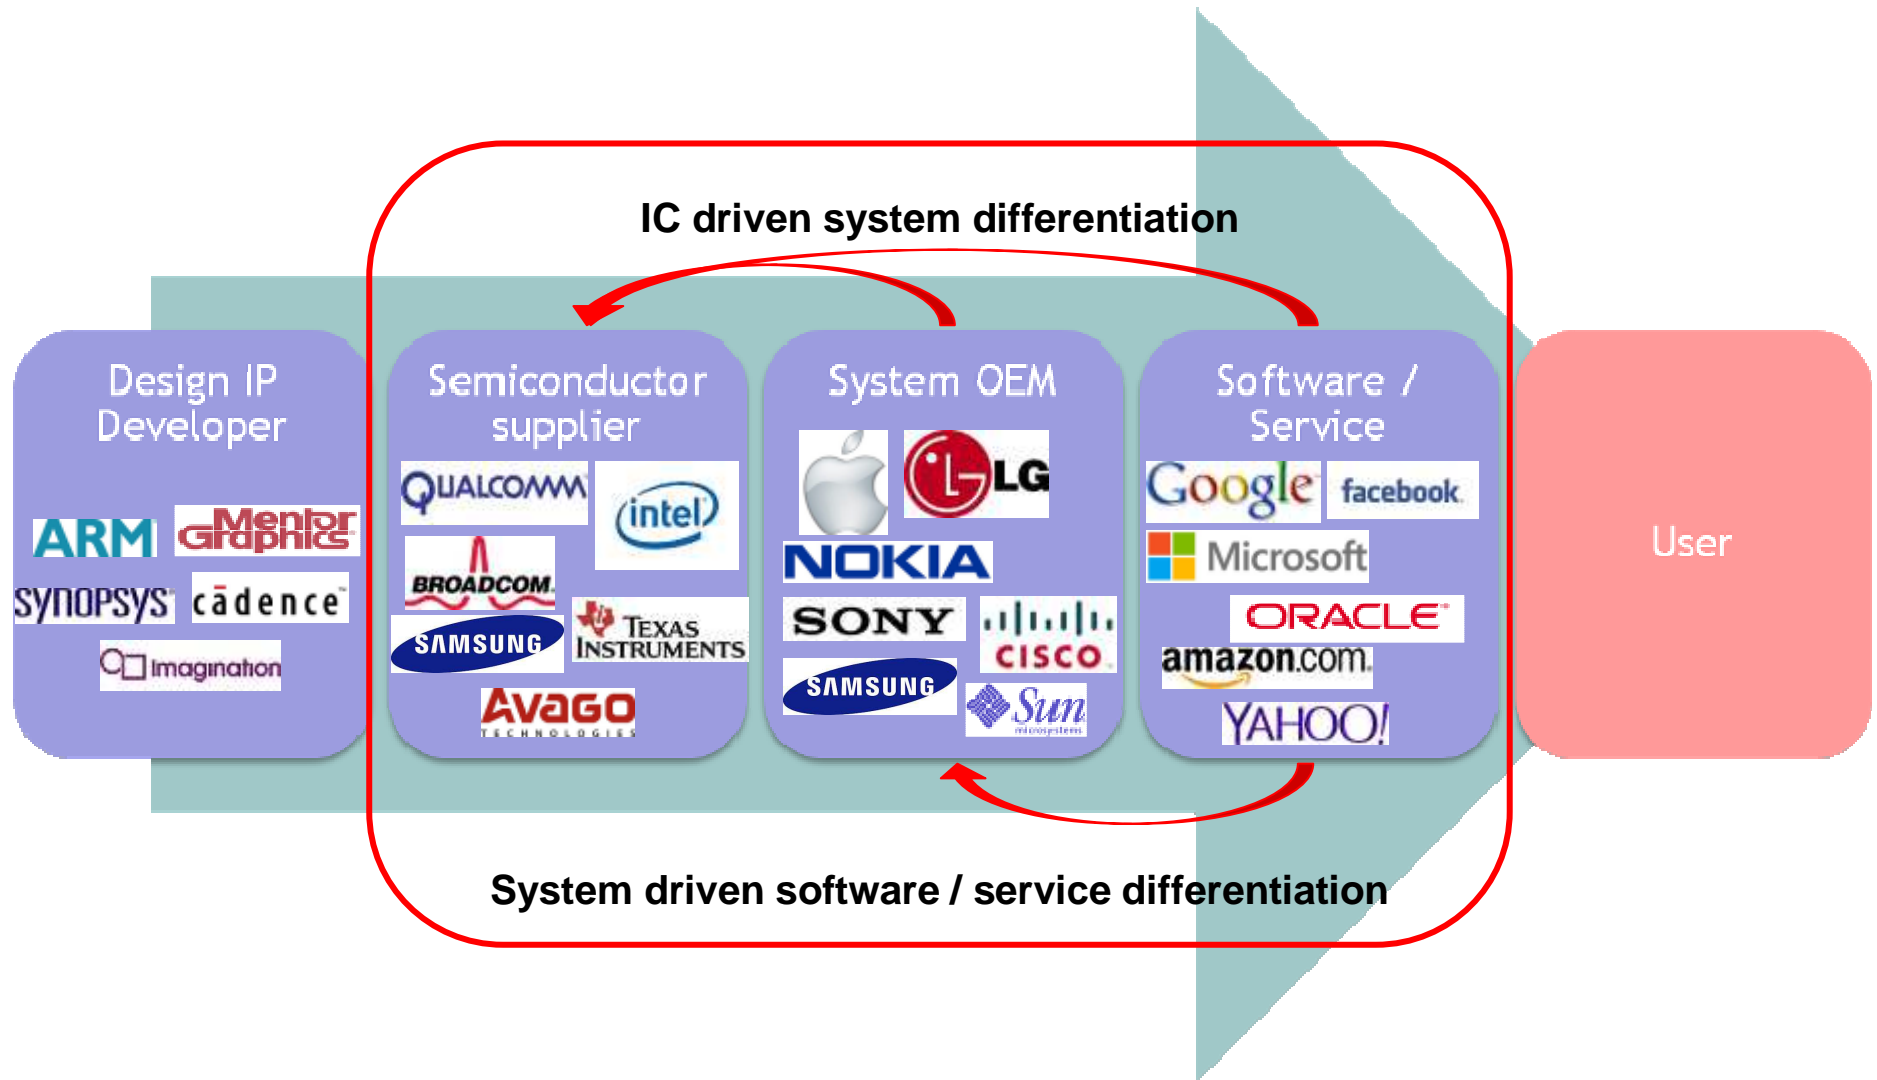 IC driven system differentiation
Design IP
Developer
ARM
Mentor
Graphics
SYNOPSYS
cādence™
Imagination
Semiconductor
supplier
QUALCOMM
intel
BROADCOM.
SAMSUNG
TEXAS
INSTRUMENTS
AVAGO
TECHNOLOGIES
System OEM
LG
NOKIA
SONY
CISCO
SAMSUNG
Sun
microsystems
Software /
Service
Google
facebook.
Microsoft
ORACLE
amazon.com.
YAHOO!
User
System driven software / service differentiation